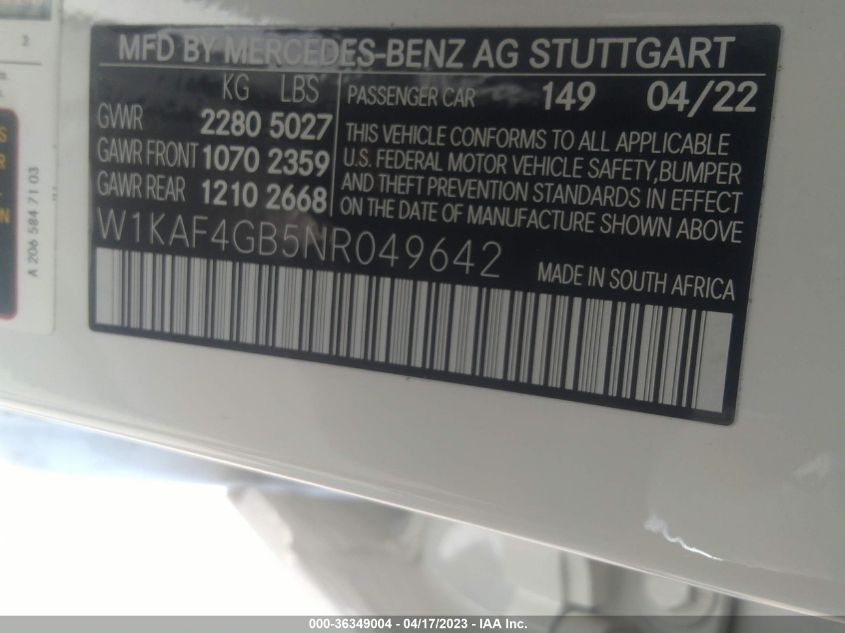 MFD BY MERCEDES-BENZ AG STUTTGART
KG LBS
GVWR 2280 5027
GAWR FRONT 1070 2359
GAWR REAR 1210 2668
PASSENGER CAR 149 04/22
THIS VEHICLE CONFORMS TO ALL APPLICABLE
U.S. FEDERAL MOTOR VEHICLE SAFETY, BUMPER
AND THEFT PREVENTION STANDARDS IN EFFECT
ON THE DATE OF MANUFACTURE SHOWN ABOVE
W1KAF4GB5NR049642
MADE IN SOUTH AFRICA
A 206 584 71 03
000-36349004 - 04/17/2023 - IAA Inc.